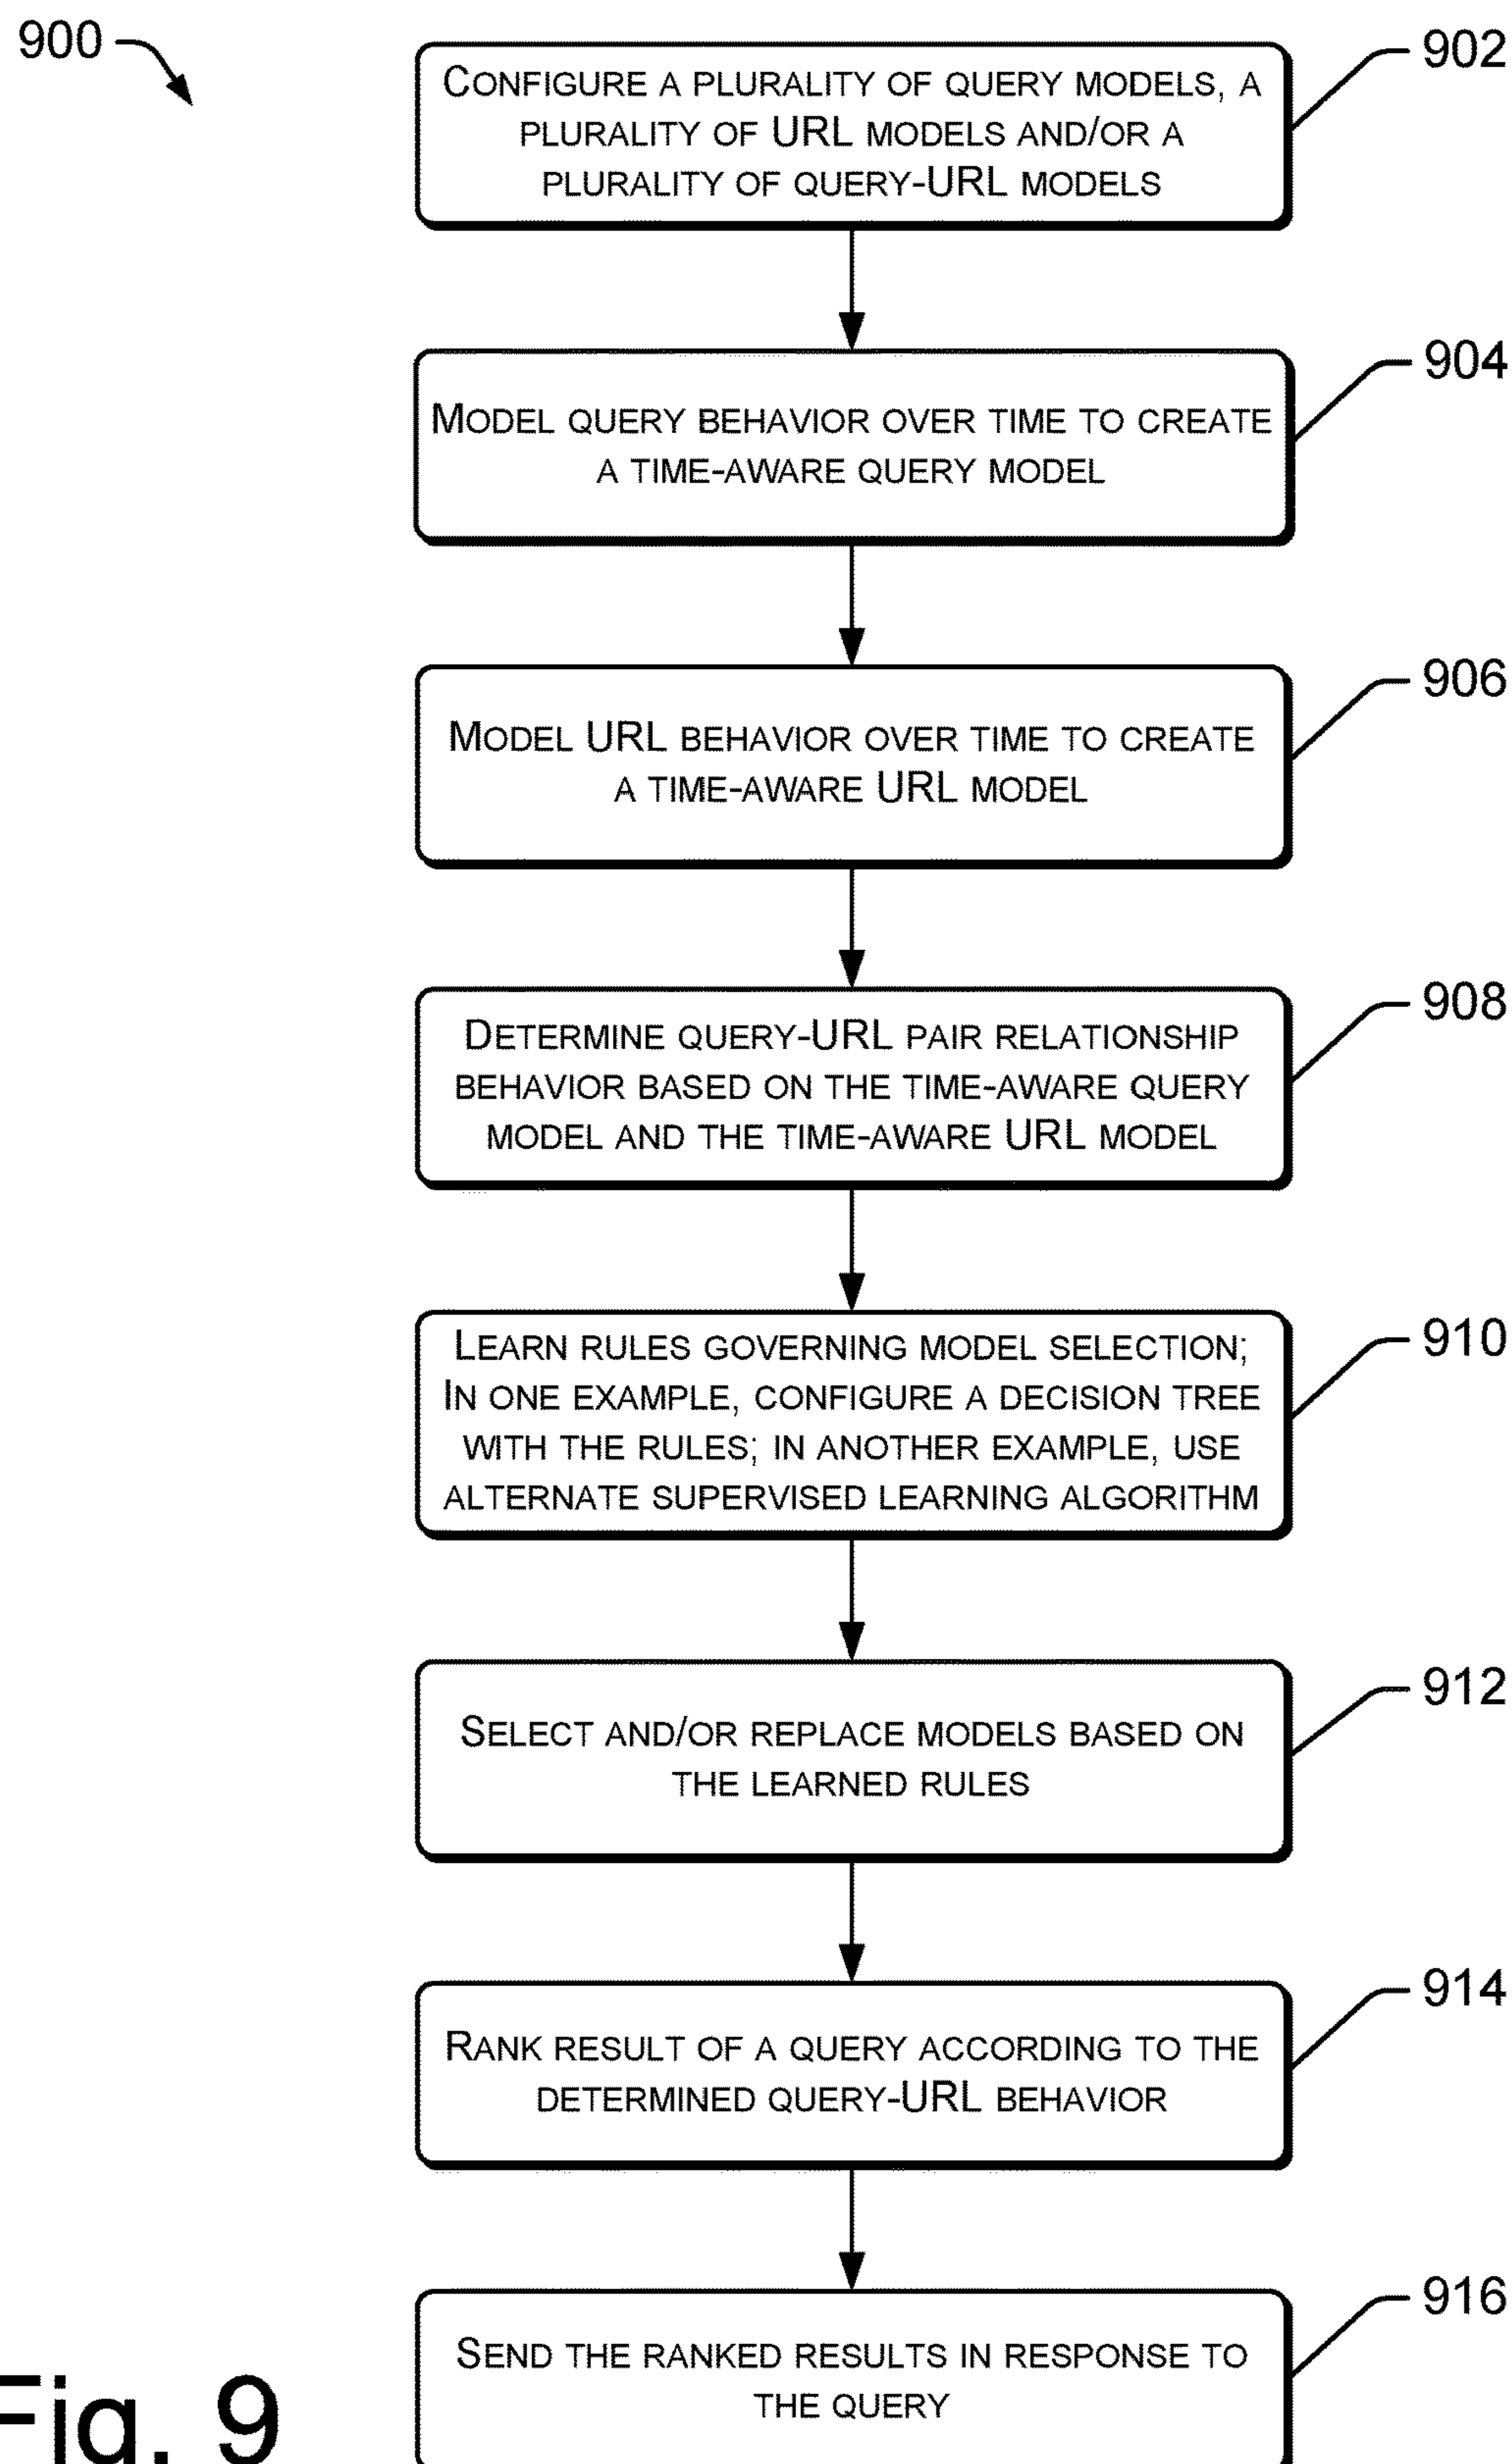 900
902
CONFIGURE A PLURALITY OF QUERY MODELS, A
PLURALITY OF URL MODELS AND/OR A
PLURALITY OF QUERY-URL MODELS
904
MODEL QUERY BEHAVIOR OVER TIME TO CREATE
A TIME-AWARE QUERY MODEL
906
MODEL URL BEHAVIOR OVER TIME TO CREATE
A TIME-AWARE URL MODEL
908
DETERMINE QUERY-URL PAIR RELATIONSHIP
BEHAVIOR BASED ON THE TIME-AWARE QUERY
MODEL AND THE TIME-AWARE URL MODEL
910
LEARN RULES GOVERNING MODEL SELECTION;
IN ONE EXAMPLE, CONFIGURE A DECISION TREE
WITH THE RULES; IN ANOTHER EXAMPLE, USE
ALTERNATE SUPERVISED LEARNING ALGORITHM
912
SELECT AND/OR REPLACE MODELS BASED ON
THE LEARNED RULES
914
RANK RESULT OF A QUERY ACCORDING TO THE
DETERMINED QUERY-URL BEHAVIOR
916
SEND THE RANKED RESULTS IN RESPONSE TO
THE QUERY
Fig. 9